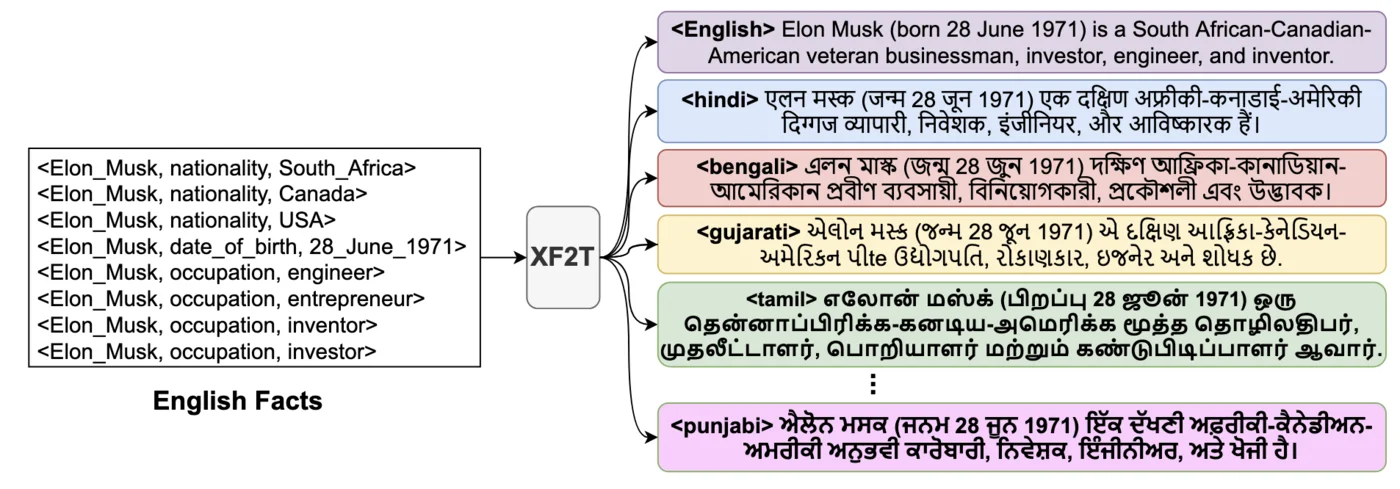 <Elon_Musk, nationality, South_Africa>
<Elon_Musk, nationality, Canada>
<Elon_Musk, nationality, USA>
<Elon_Musk, date_of_birth, 28_June_1971>
<Elon_Musk, occupation, engineer>
<Elon_Musk, occupation, entrepreneur>
<Elon_Musk, occupation, inventor>
<Elon_Musk, occupation, investor>
English Facts
XF2T
<English> Elon Musk (born 28 June 1971) is a South African-Canadian-
American veteran businessman, investor, engineer, and inventor.
<hindi> एलन मस्क (जन्म 28 जून 1971) एक दक्षिण अफ्रीकी-कनाडाई-अमेरिकी
दिग्गज व्यापारी, निवेशक, इंजीनियर, और आविष्कारक हैं।
<bengali> এলন মাস্ক (জন্ম 28 জুন 1971) দক্ষিণ আফ্রিকা-কানাডিয়ান-
আমেরিকান প্রবীণ ব্যবসায়ী, বিনিয়োগকারী, প্রকৌশলী এবং উদ্ভাবক।
<gujarati> એલોન મસ્ક (જન્મ 28 જૂન 1971) એ દક્ષિણ આફ્રિકા-કેનેડિયન-
અમેરિકન પીte ઉદ્યોગપતિ, રોકાણકાર, ઇજનેર અને શોધક છે.
<tamil> எலோன் மஸ்க் (பிறப்பு 28 ஜூன் 1971) ஒரு
தென்னாப்பிரிக்க-கனடிய-அமெரிக்க மூத்த தொழிலதிபர்,
முதலீட்டாளர், பொறியாளர் மற்றும் கண்டுபிடிப்பாளர் ஆவார்.
<punjabi> ਐਲੋਨ ਮਸਕ (ਜਨਮ 28 ਜੂਨ 1971) ਇੱਕ ਦੱਖਣੀ ਅਫ਼ਰੀਕੀ-ਕੈਨੇਡੀਅਨ-
ਅਮਰੀਕੀ ਅਨੁਭਵੀ ਕਾਰੋਬਾਰੀ, ਨਿਵੇਸ਼ਕ, ਇੰਜੀਨੀਅਰ, ਅਤੇ ਖੋਜੀ ਹੈ।